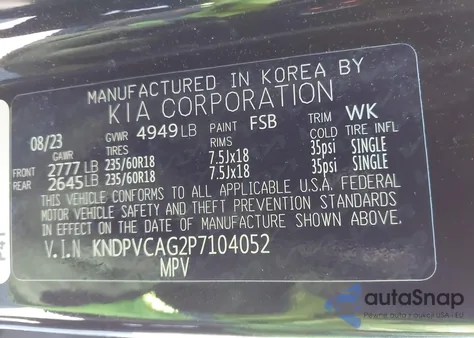 MANUFACTURED IN KOREA BY
KIA CORPORATION
08/23 GVWR 4949LB PAINT FSB TRIM WK
GAWR TIRES RIMS COLD TIRE INFL
FRONT 2777LB 235/60R18 7.5Jx18 35psi SINGLE
REAR 2645LB 235/60R18 7.5Jx18 35psi SINGLE
THIS VEHICLE CONFORMS TO ALL APPLICABLE U.S.A. FEDERAL
MOTOR VEHICLE SAFETY AND THEFT PREVENTION STANDARDS
IN EFFECT ON THE DATE OF MANUFACTURE SHOWN ABOVE.
V.I.N KNDPVCAG2P7104052
MPV
autaSnap